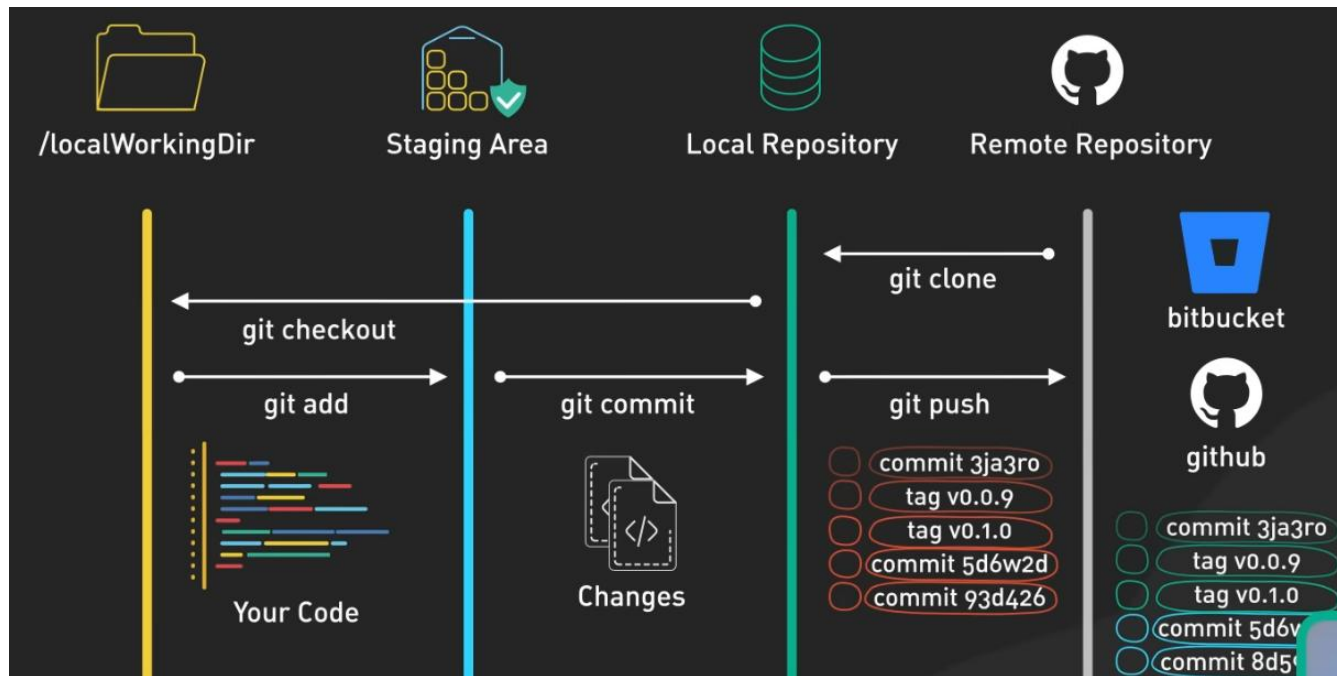 /localWorkingDir
Staging Area
Local Repository
Remote Repository
git clone
bitbucket
git checkout
git add
git commit
git push
github
</>
Your Code
Changes
commit 3ja3ro
tag v0.0.9
tag v0.1.0
commit 5d6w2d
commit 93d426
commit 3ja3ro
tag v0.0.9
tag v0.1.0
commit
commit